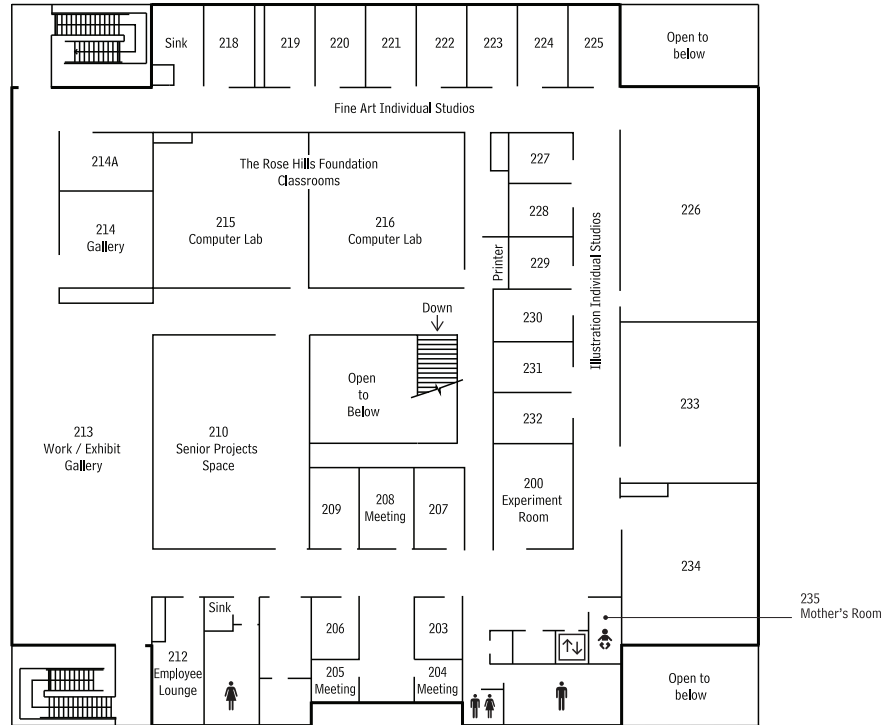 Sink
218
219
220
221
222
223
224
225
Open to
below
Fine Art Individual Studios
214A
The Rose Hills Foundation
Classrooms
227
228
226
214
Gallery
215
Computer Lab
216
Computer Lab
Printer
229
Illustration Individual Studios
Down
230
231
232
Open
to
Below
233
213
Work / Exhibit
Gallery
210
Senior Projects
Space
209
208
Meeting
207
200
Experiment
Room
234
235
Mother's Room
Sink
206
203
212
Employee
Lounge
205
Meeting
204
Meeting
Open to
below